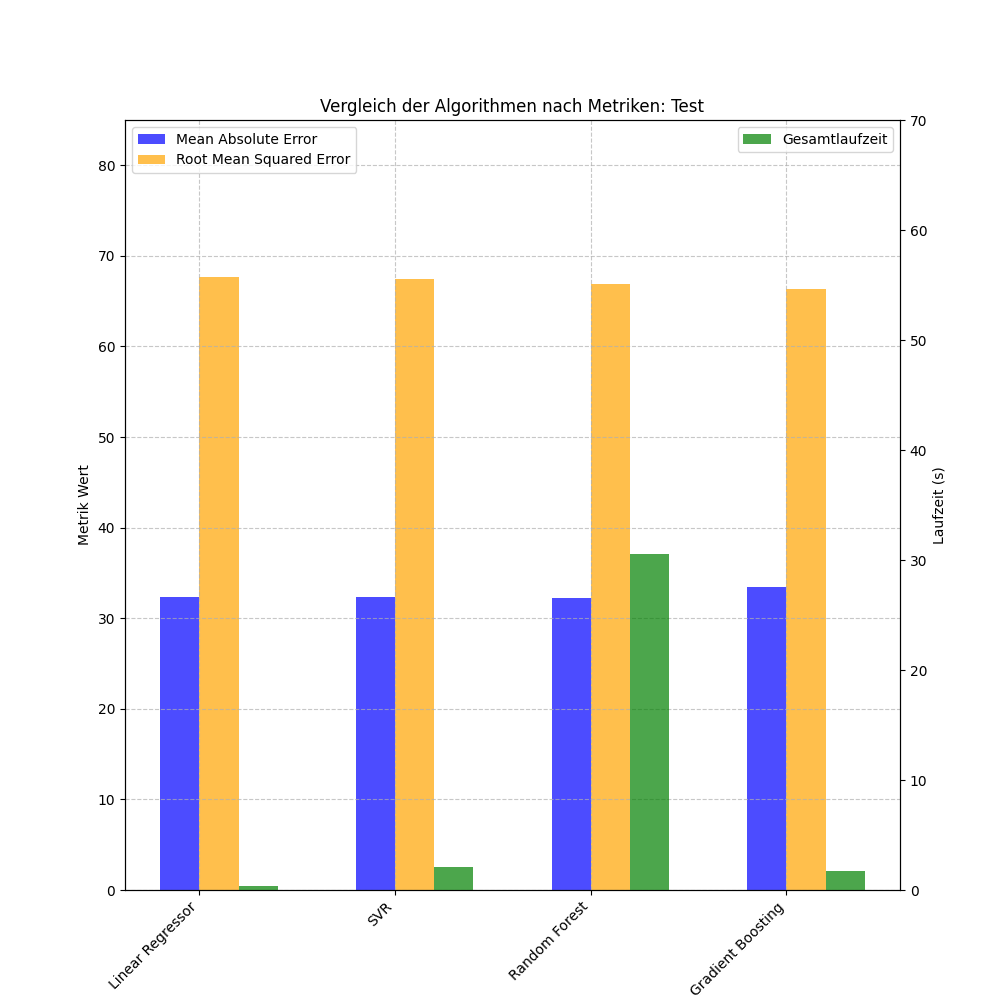 Vergleich der Algorithmen nach Metriken: Test
Mean Absolute Error
Root Mean Squared Error
Gesamtlaufzeit
Metrik Wert
80
70
60
50
40
30
20
10
0
Laufzeit (s)
70
60
50
40
30
20
10
0
Linear Regressor
SVR
Random Forest
Gradient Boosting